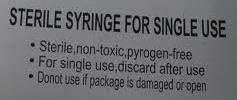 STERILE SYRINGE FOR SINGLE USE
• Sterile,non-toxic,pyrogen-free
• For single use,discard after use
• Donot use if package is damaged or open